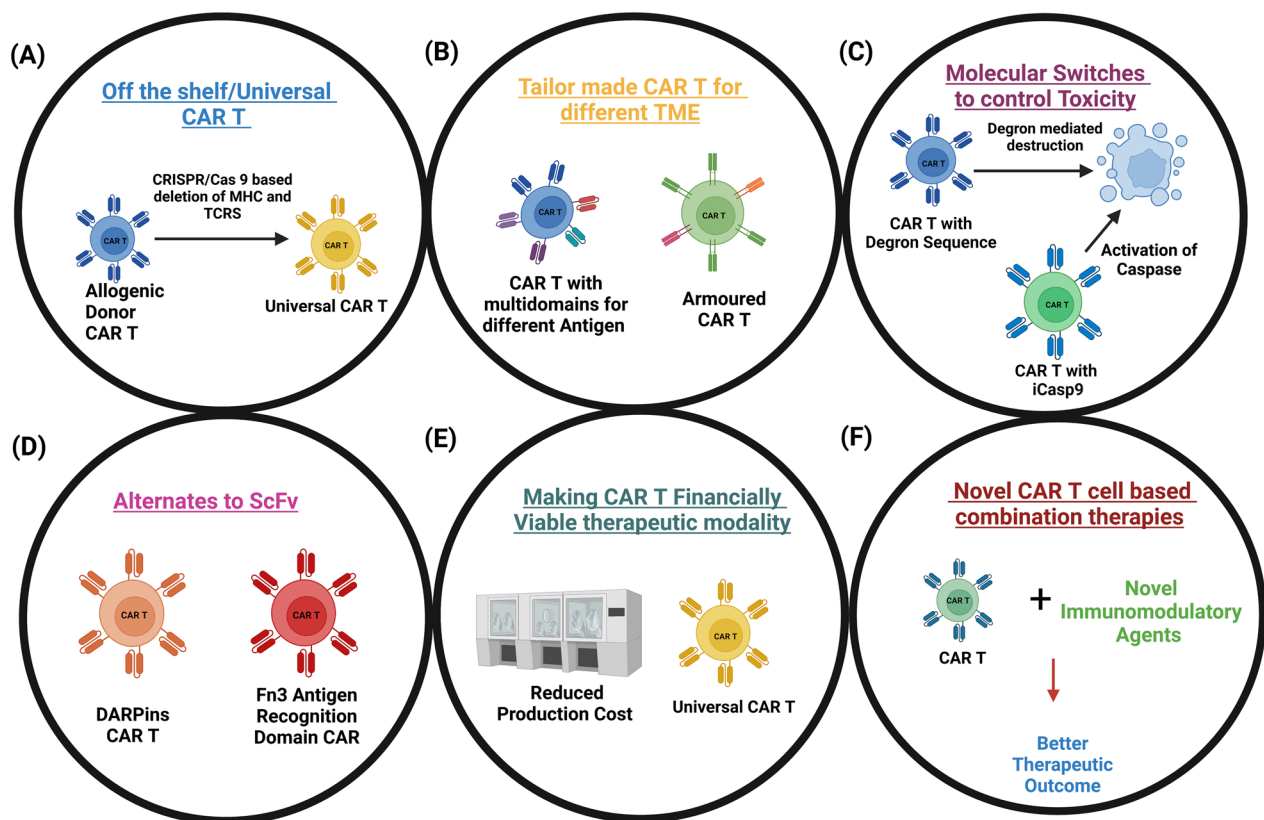 (A)
Off the shelf/Universal
CAR T
CRISPR/Cas 9 based
deletion of MHC and
TCRS
CAR T
CAR T
Allogenic
Donor
CAR T
Universal CAR T
(B)
Tailor made CAR T for
different TME
CAR T
CAR T
CAR T with
multidomains for
different Antigen
Armoured
CAR T
(C)
Molecular Switches
to control Toxicity
Degron mediated
destruction
CAR T
CAR T with
Degron Sequence
Activation of
Caspase
CAR T
CAR T with
iCasp9
(D)
Alternates to ScFv
CAR T
CAR T
DARPins
CAR T
Fn3 Antigen
Recognition
Domain CAR
(E)
Making CAR T Financially
Viable therapeutic modality
CAR T
Reduced
Production Cost
Universal CAR T
(F)
Novel CAR T cell based
combination therapies
CAR T
+
Novel
Immunomodulatory
Agents
CAR T
Better
Therapeutic
Outcome